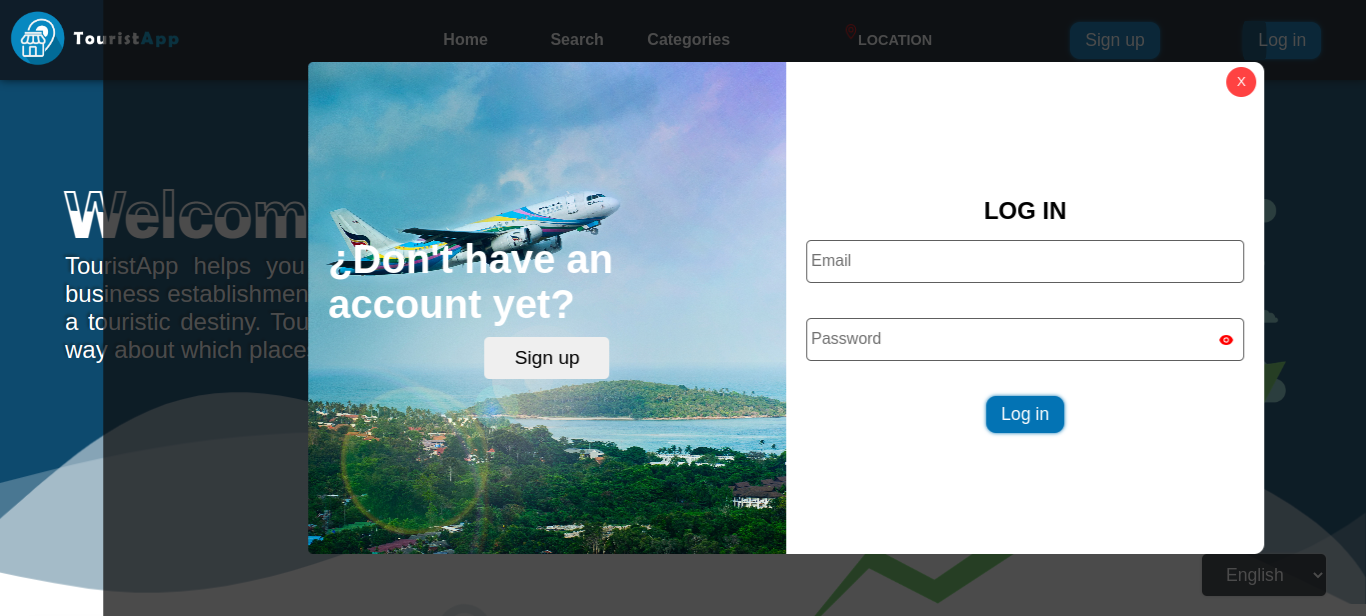 TouristApp
Home
Search
Categories
LOCATION
Sign up
Log in
X
Welcom
TouristApp helps you
business establishmen
a touristic destiny. Tou
way about which place
¿Don't have an
account yet?
Sign up
LOG IN
Email
Password
Log in
English